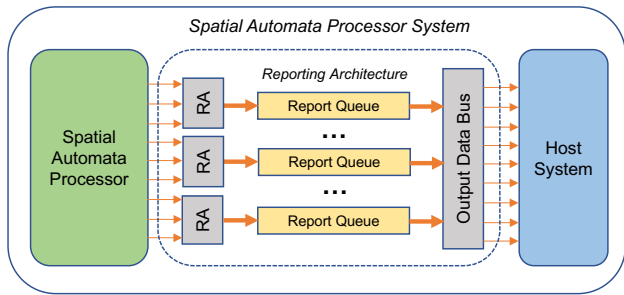 Spatial Automata Processor System
Reporting Architecture
Spatial
Automata
Processor
RA
Report Queue
...
RA
Report Queue
...
RA
Report Queue
Output Data Bus
Host
System